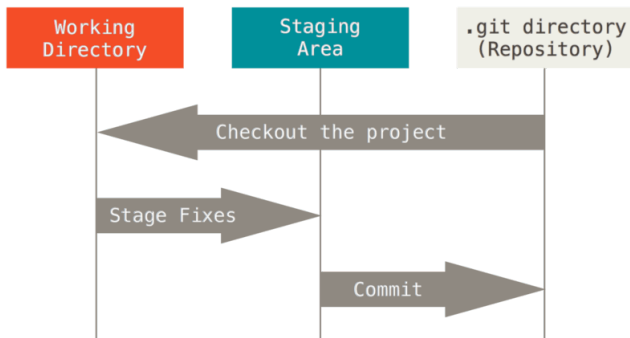 Working
Directory
Staging
Area
.git directory
(Repository)
Checkout the project
Stage Fixes
Commit